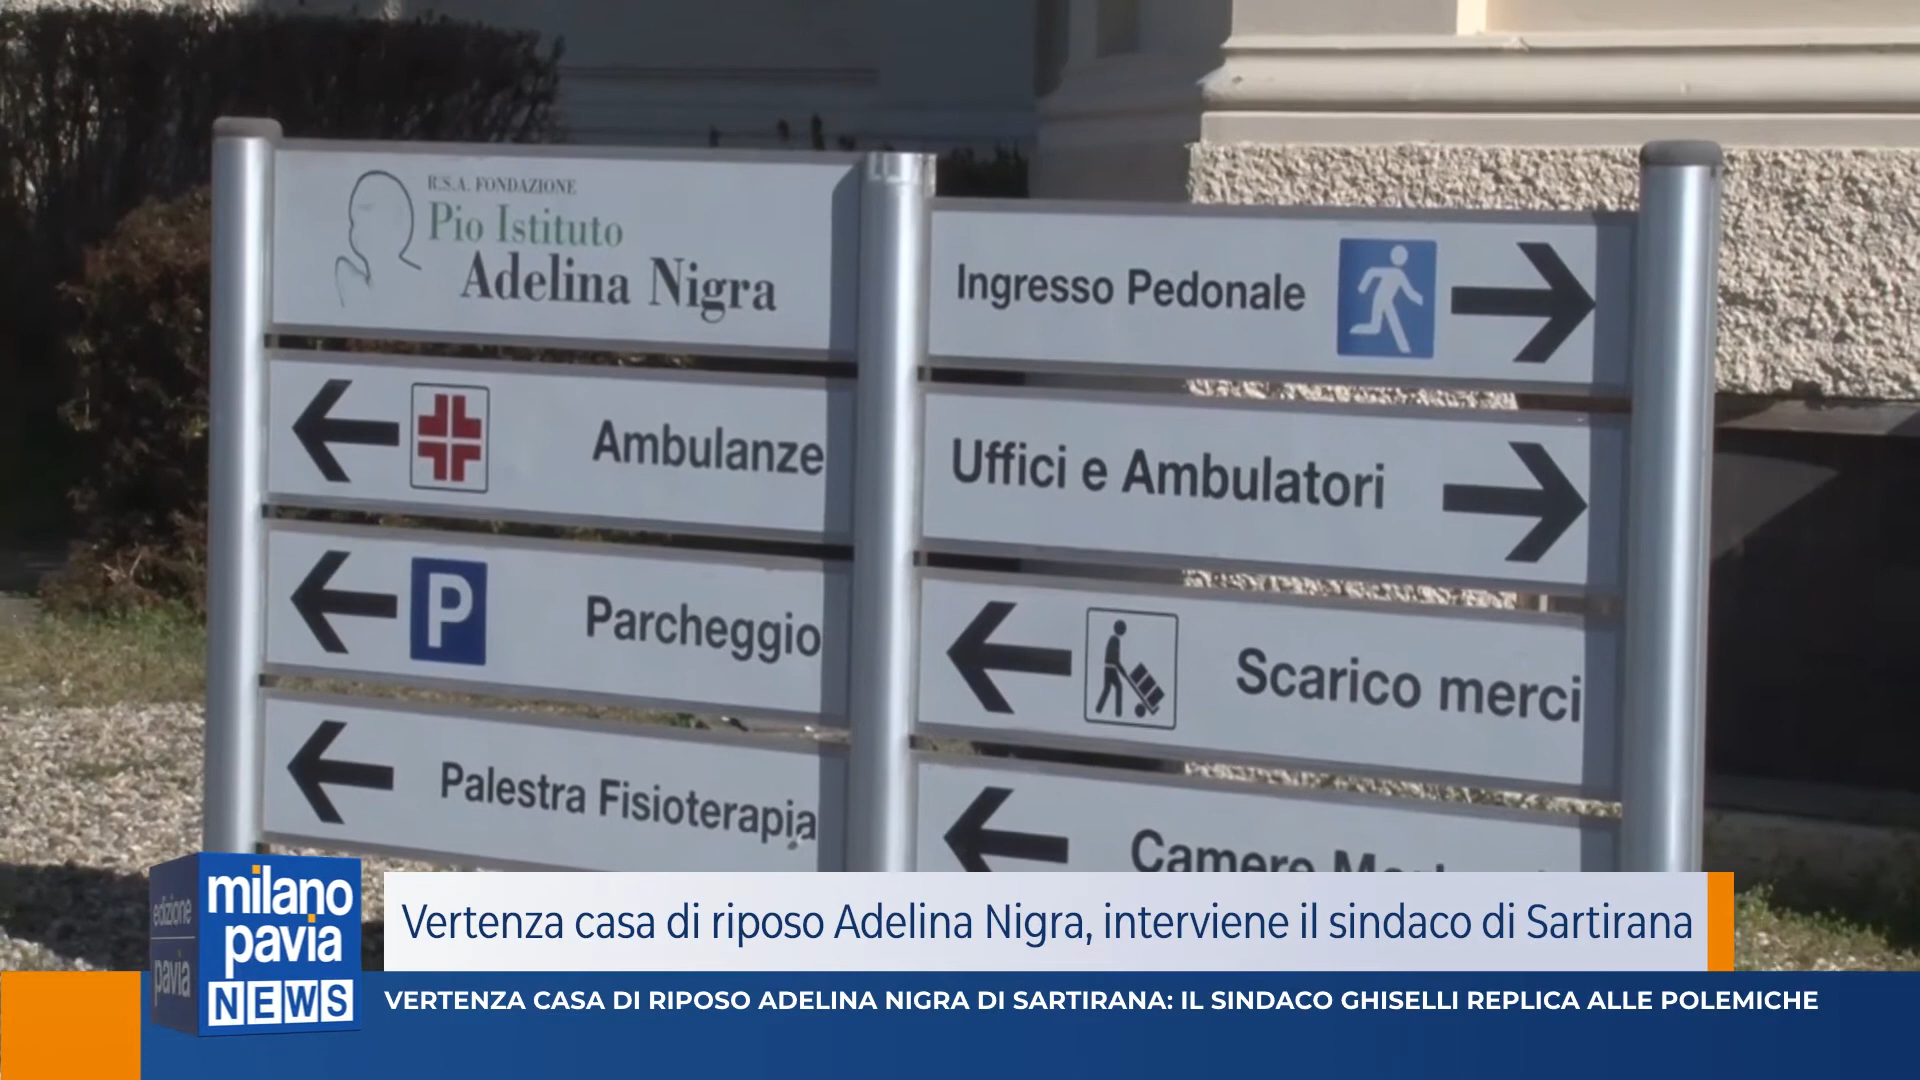 R.S.A. FONDAZIONE
Pio Istituto
Adelina Nigra
Ambulanze
P
Parcheggio
Palestra Fisioterapia
Ingresso Pedonale
Uffici e Ambulatori
Scarico merci
Camere
edizione
pavia
milano
pavia
NEWS
Vertenza casa di riposo Adelina Nigra, interviene il sindaco di Sartirana
VERTENZA CASA DI RIPOSO ADELINA NIGRA DI SARTIRANA: IL SINDACO GHISELLI REPLICA ALLE POLEMICHE